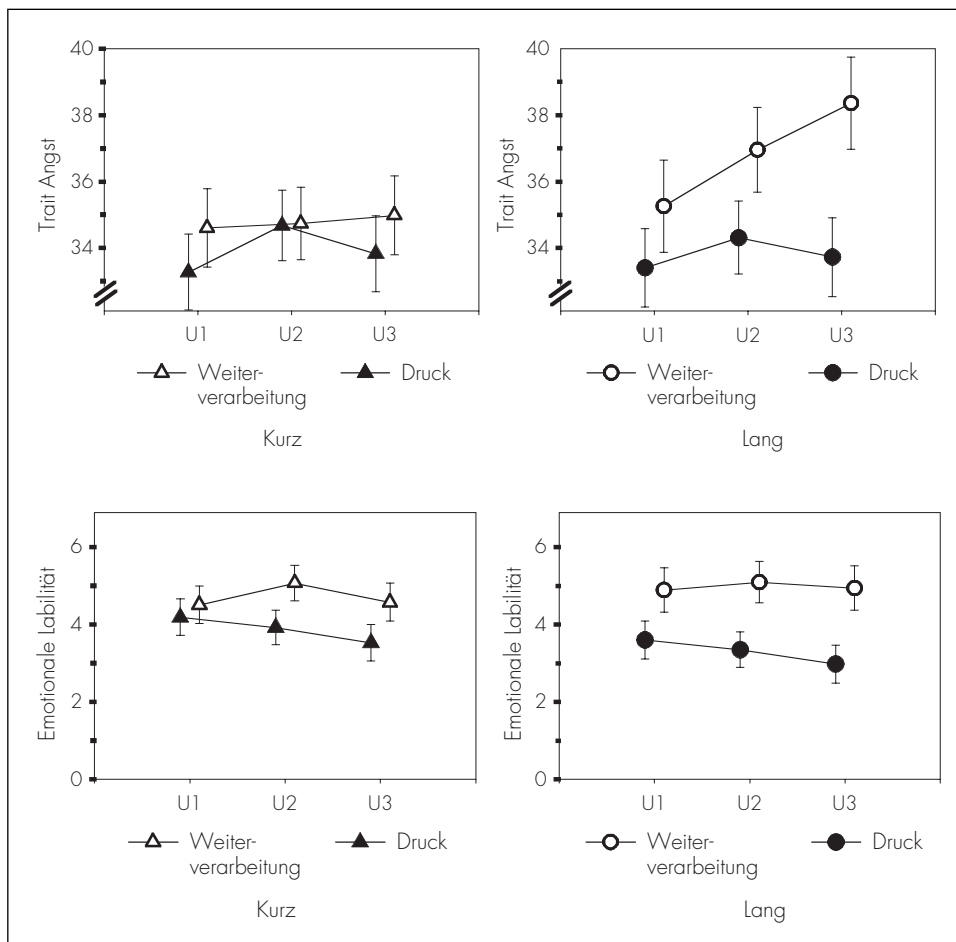 40
38
36
34
Trait Angst
U1 U2 U3
Weiter-
verarbeitung
Druck
Kurz
40
38
36
34
Trait Angst
U1 U2 U3
Weiter-
verarbeitung
Druck
Lang
6
4
2
0
Emotionale Labilität
U1 U2 U3
Weiter-
verarbeitung
Druck
Kurz
6
4
2
0
Emotionale Labilität
U1 U2 U3
Weiter-
verarbeitung
Druck
Lang